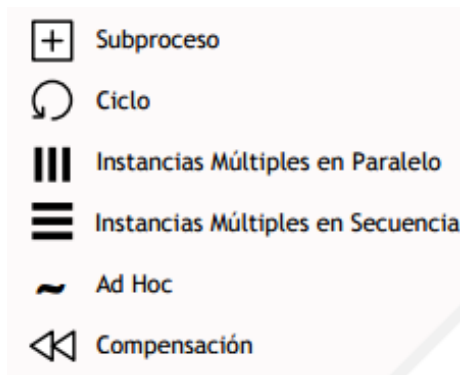 Subproceso
Ciclo
Instancias Múltiples en Paralelo
Instancias Múltiples en Secuencia
Ad Hoc
Compensación